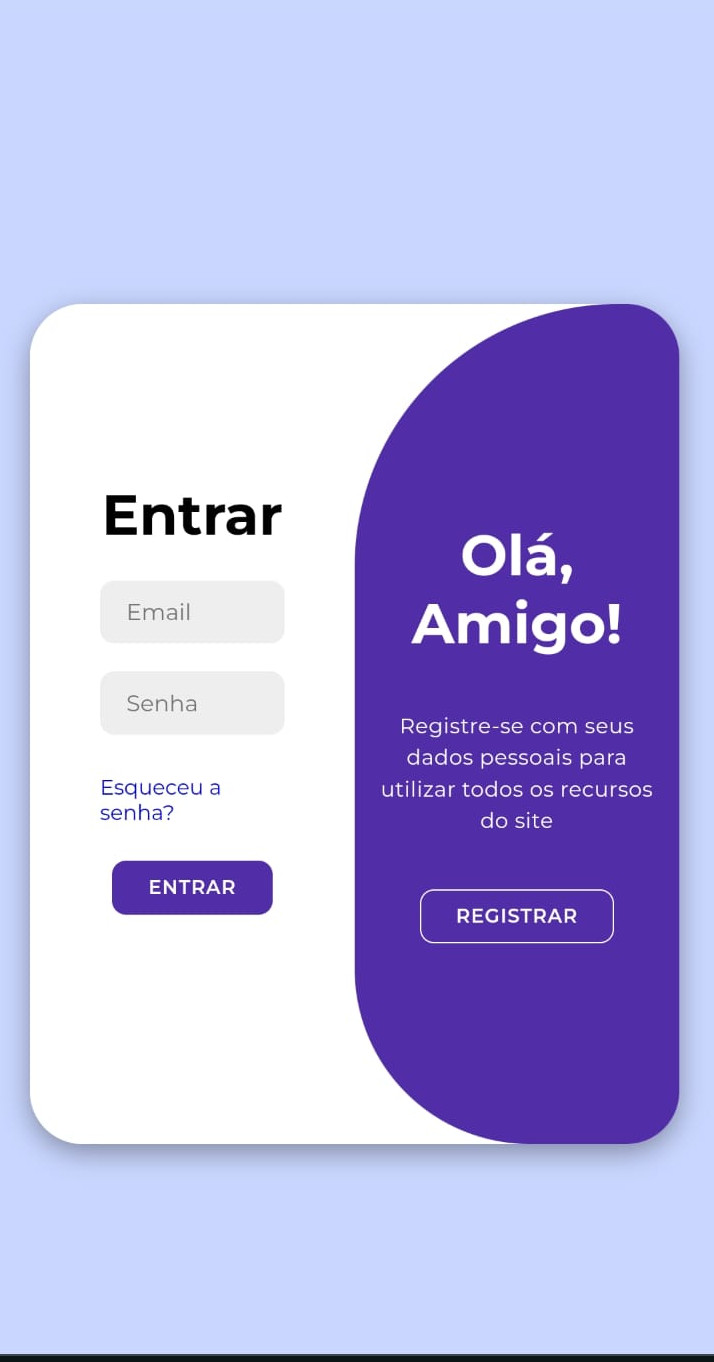 Entrar
Email
Senha
Esqueceu a
senha?
ENTRAR
Olá,
Amigo!
Registre-se com seus
dados pessoais para
utilizar todos os recursos
do site
REGISTRAR